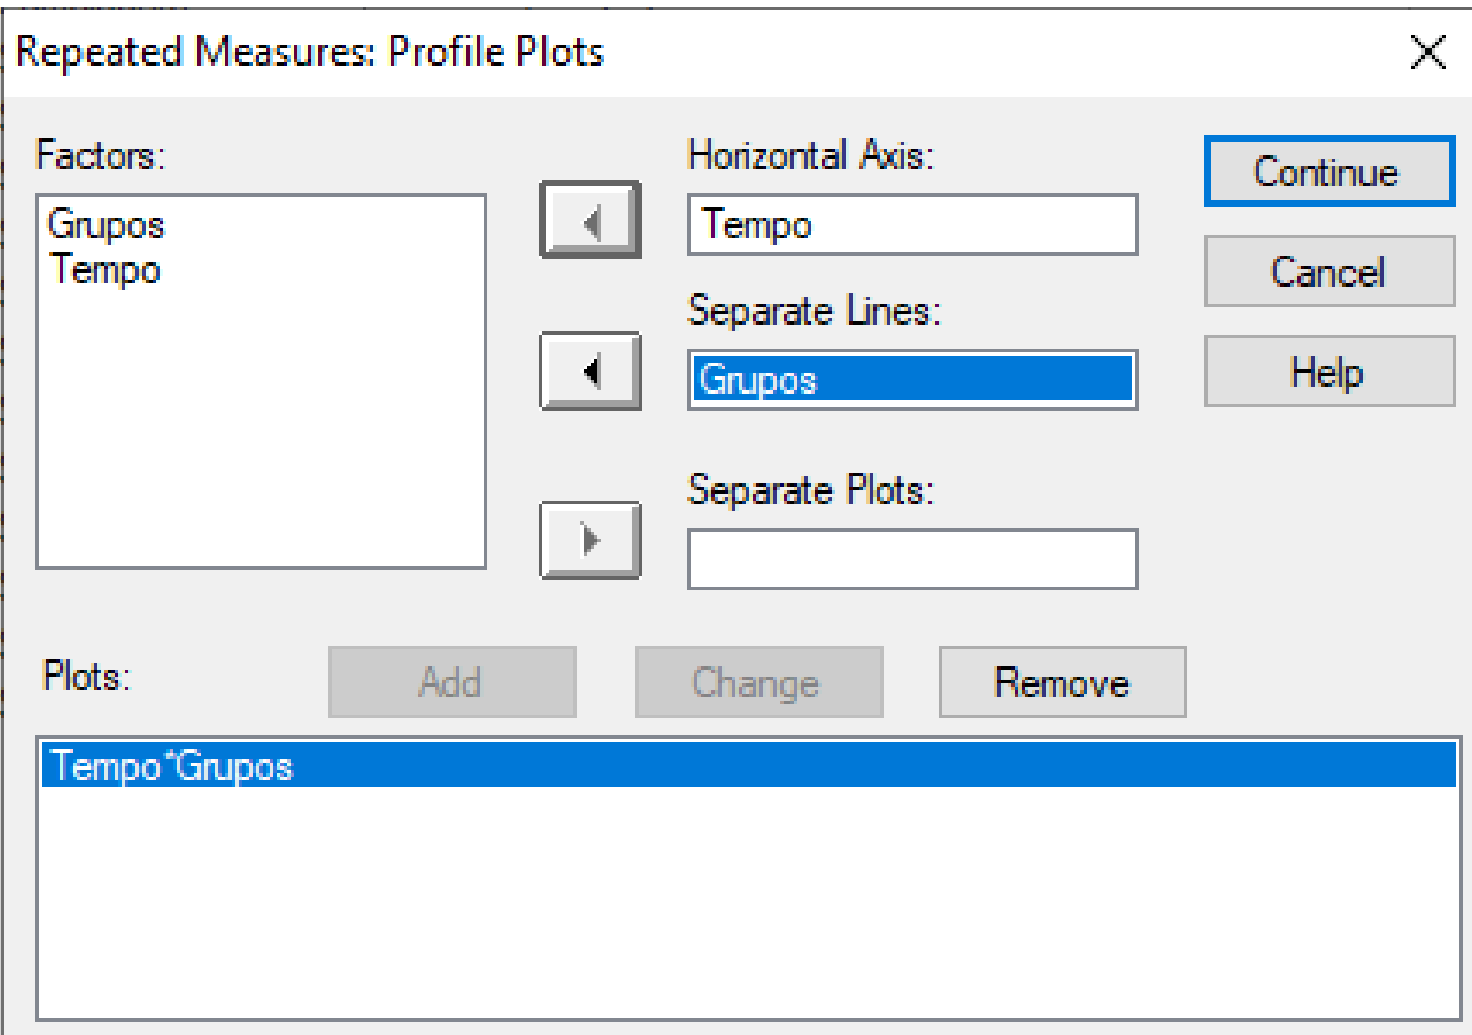 Repeated Measures: Profile Plots
Factors:
Grupos
Tempo
Horizontal Axis:
Tempo
Separate Lines:
Grupos
Separate Plots:
Continue
Cancel
Help
Plots:
Add
Change
Remove
Tempo*Grupos